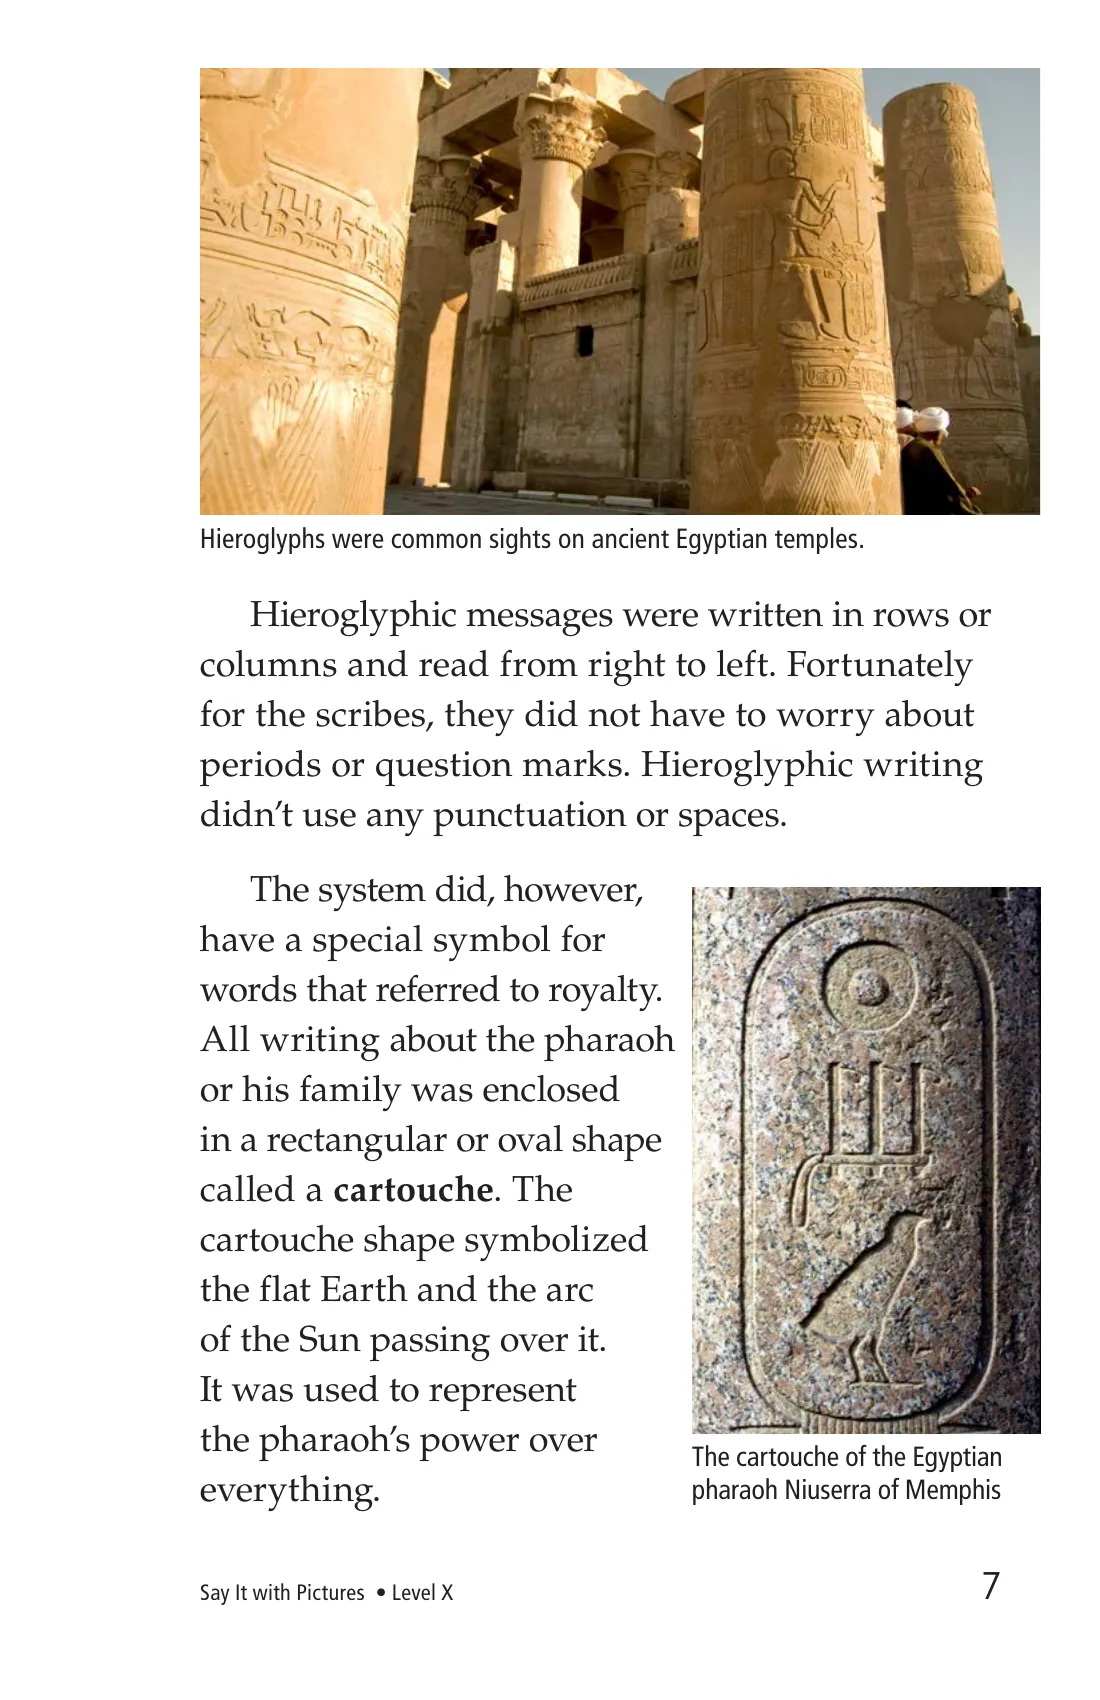 Hieroglyphs were common sights on ancient Egyptian temples.
Hieroglyphic messages were written in rows or
columns and read from right to left. Fortunately
for the scribes, they did not have to worry about
periods or question marks. Hieroglyphic writing
didn’t use any punctuation or spaces.
The system did, however,
have a special symbol for
words that referred to royalty.
All writing about the pharaoh
or his family was enclosed
in a rectangular or oval shape
called a cartouche. The
cartouche shape symbolized
the flat Earth and the arc
of the Sun passing over it.
It was used to represent
the pharaoh’s power over
everything.
The cartouche of the Egyptian
pharaoh Niuserra of Memphis
Say It with Pictures • Level X
7